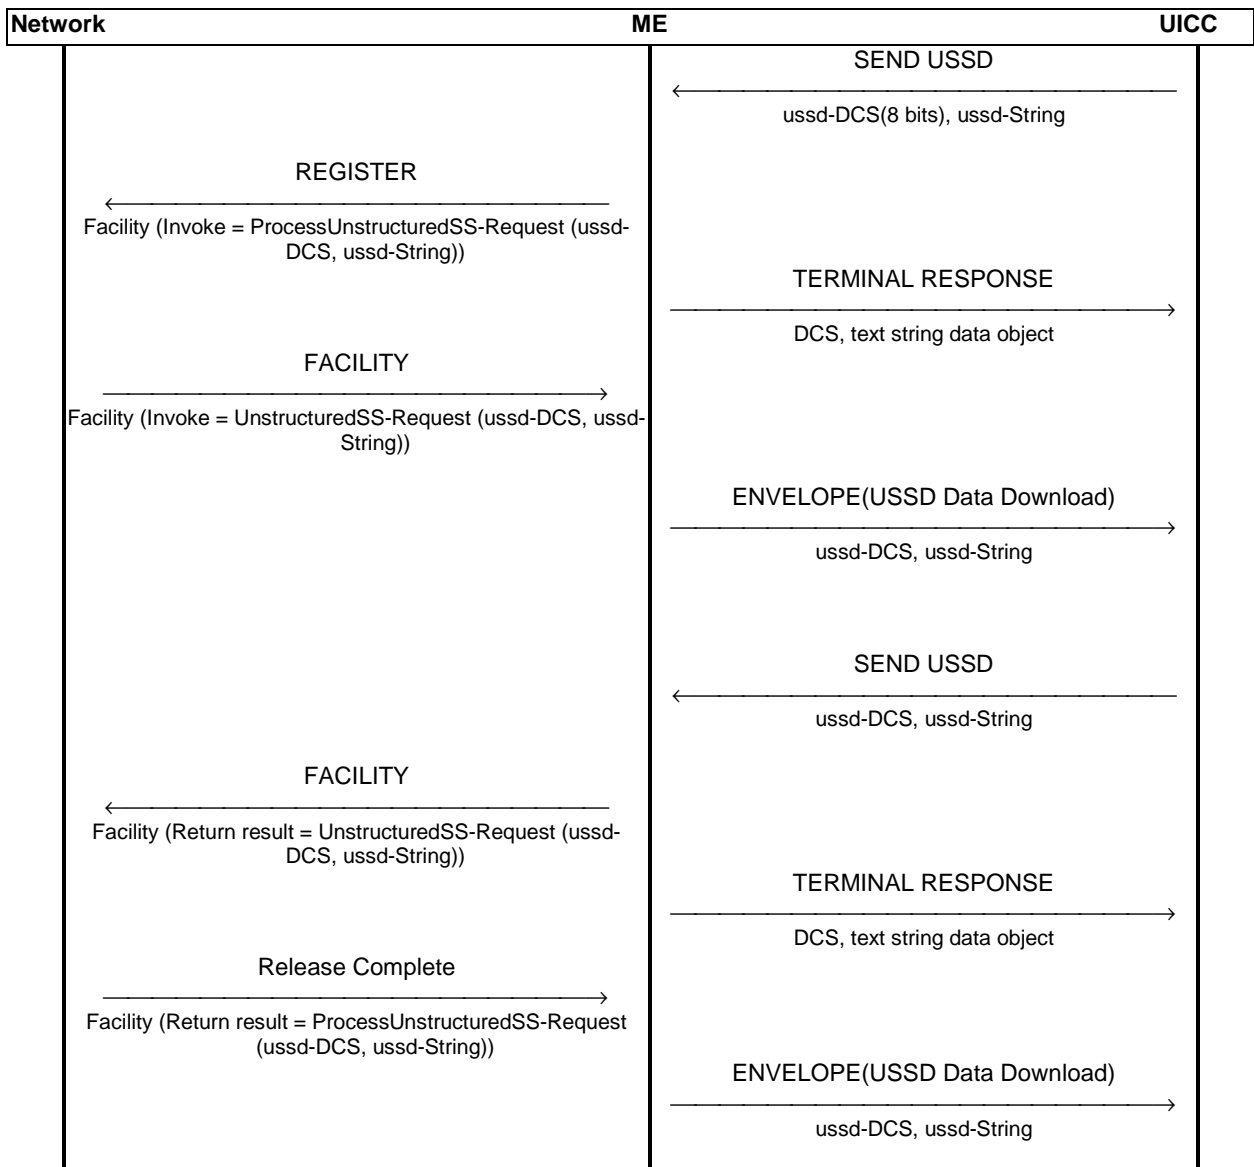 Network ME UICC
SEND USSD
ussd-DCS(8 bits), ussd-String
REGISTER
Facility (Invoke = ProcessUnstructuredSS-Request (ussd-
DCS, ussd-String))
TERMINAL RESPONSE
DCS, text string data object
FACILITY
Facility (Invoke = UnstructuredSS-Request (ussd-DCS, ussd-
String))
ENVELOPE(USSD Data Download)
ussd-DCS, ussd-String
SEND USSD
ussd-DCS, ussd-String
FACILITY
Facility (Return result = UnstructuredSS-Request (ussd-
DCS, ussd-String))
TERMINAL RESPONSE
DCS, text string data object
Release Complete
Facility (Return result = ProcessUnstructuredSS-Request
(ussd-DCS, ussd-String))
ENVELOPE(USSD Data Download)
ussd-DCS, ussd-String